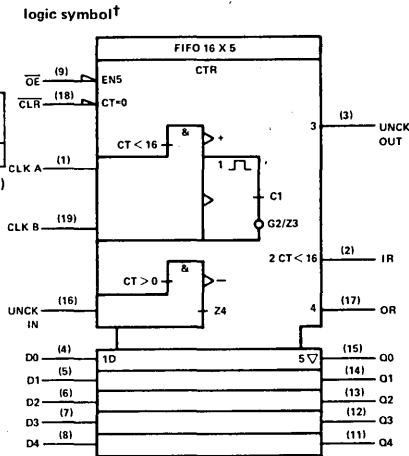 logic symbol†
FIFO 16 X 5
CTR
OE (9) EN5
CLR (18) CT=0
3 (3) UNCK OUT
&
CT < 16 +
1
CLK A (1)
C1
G2/Z3
CLK B (19)
2 CT < 16 (2) IR
&
CT > 0 −
UNCK IN (16) Z4
4 (17) OR
D0 (4) 1D 5 ▽ (15) Q0
D1 (5) (14) Q1
D2 (6) (13) Q2
D3 (7) (12) Q3
D4 (8) (11) Q4
)